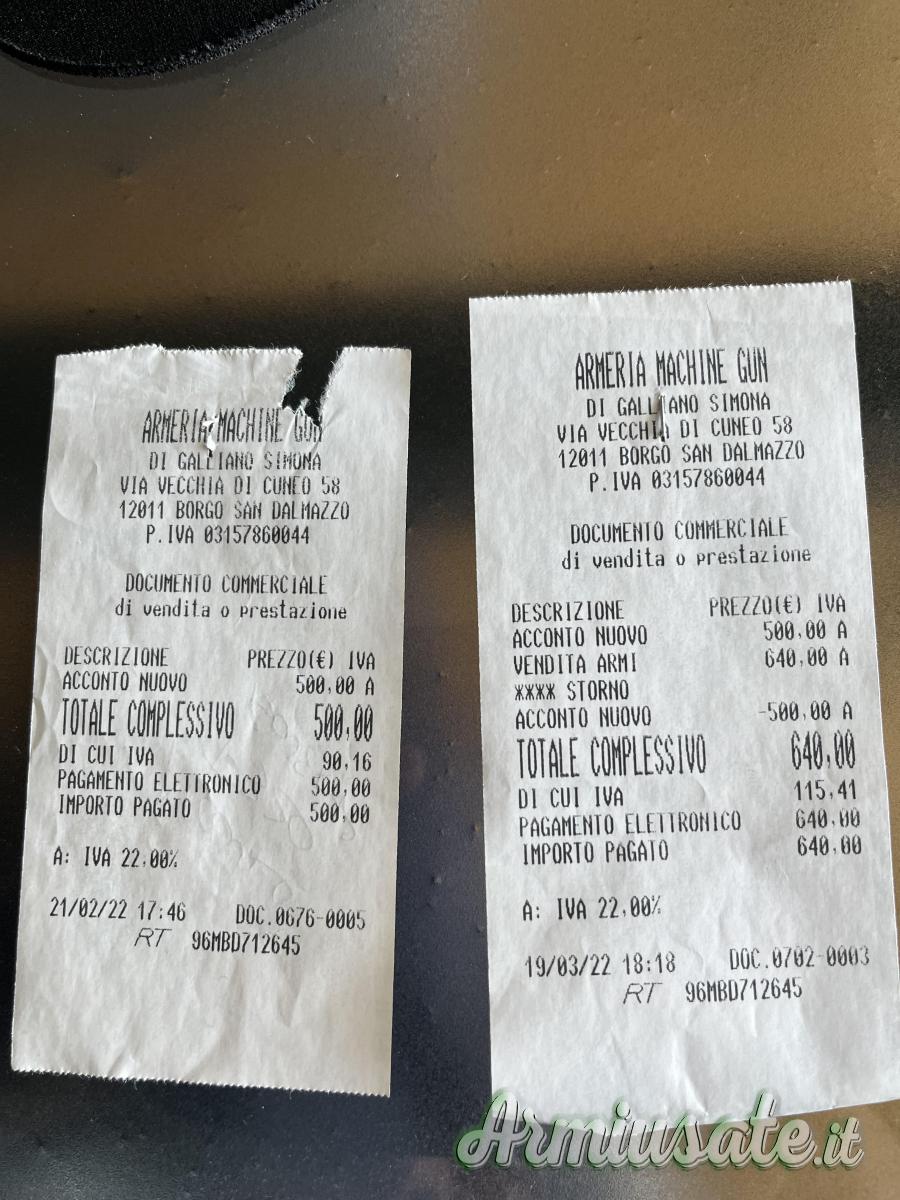 ARMERIA MACHINE GUN
DI GALLIANO SIMONA
VIA VECCHIA DI CUNEO 58
12011 BORGO SAN DALMAZZO
P.IVA 03157860044
DOCUMENTO COMMERCIALE
di vendita o prestazione
DESCRIZIONE PREZZO(€) IVA
ACCONTO NUOVO 500,00 A
TOTALE COMPLESSIVO 500,00
DI CUI IVA 90,16
PAGAMENTO ELETTRONICO 500,00
IMPORTO PAGATO 500,00
A: IVA 22,00%
21/02/22 17:46 DOC.0676-0005
RT 96MBD712645
ARMERIA MACHINE GUN
DI GALLIANO SIMONA
VIA VECCHIA DI CUNEO 58
12011 BORGO SAN DALMAZZO
P.IVA 03157860044
DOCUMENTO COMMERCIALE
di vendita o prestazione
DESCRIZIONE PREZZO(€) IVA
ACCONTO NUOVO 500,00 A
VENDITA ARMI 640,00 A
**** STORNO
ACCONTO NUOVO -500,00 A
TOTALE COMPLESSIVO 640,00
DI CUI IVA 115,41
PAGAMENTO ELETTRONICO 640,00
IMPORTO PAGATO 640,00
A: IVA 22,00%
19/03/22 18:18 DOC.0702-0003
RT 96MBD712645
Armiusate.it